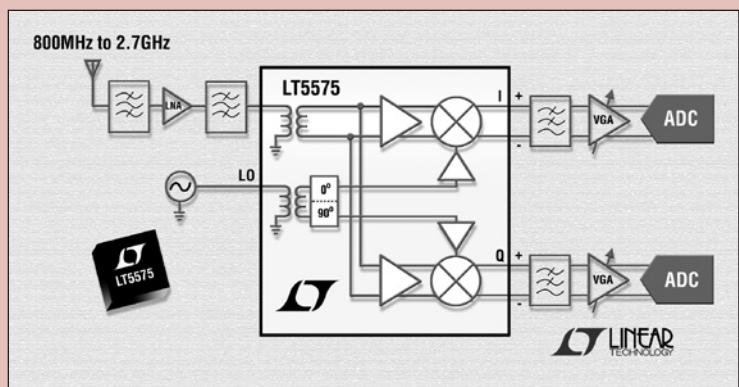 800MHz to 2.7GHz
LT5575
LNA
I +
-
VGA
ADC
LO
0°
90°
LT5575
Q +
-
VGA
ADC
LINEAR
TECHNOLOGY